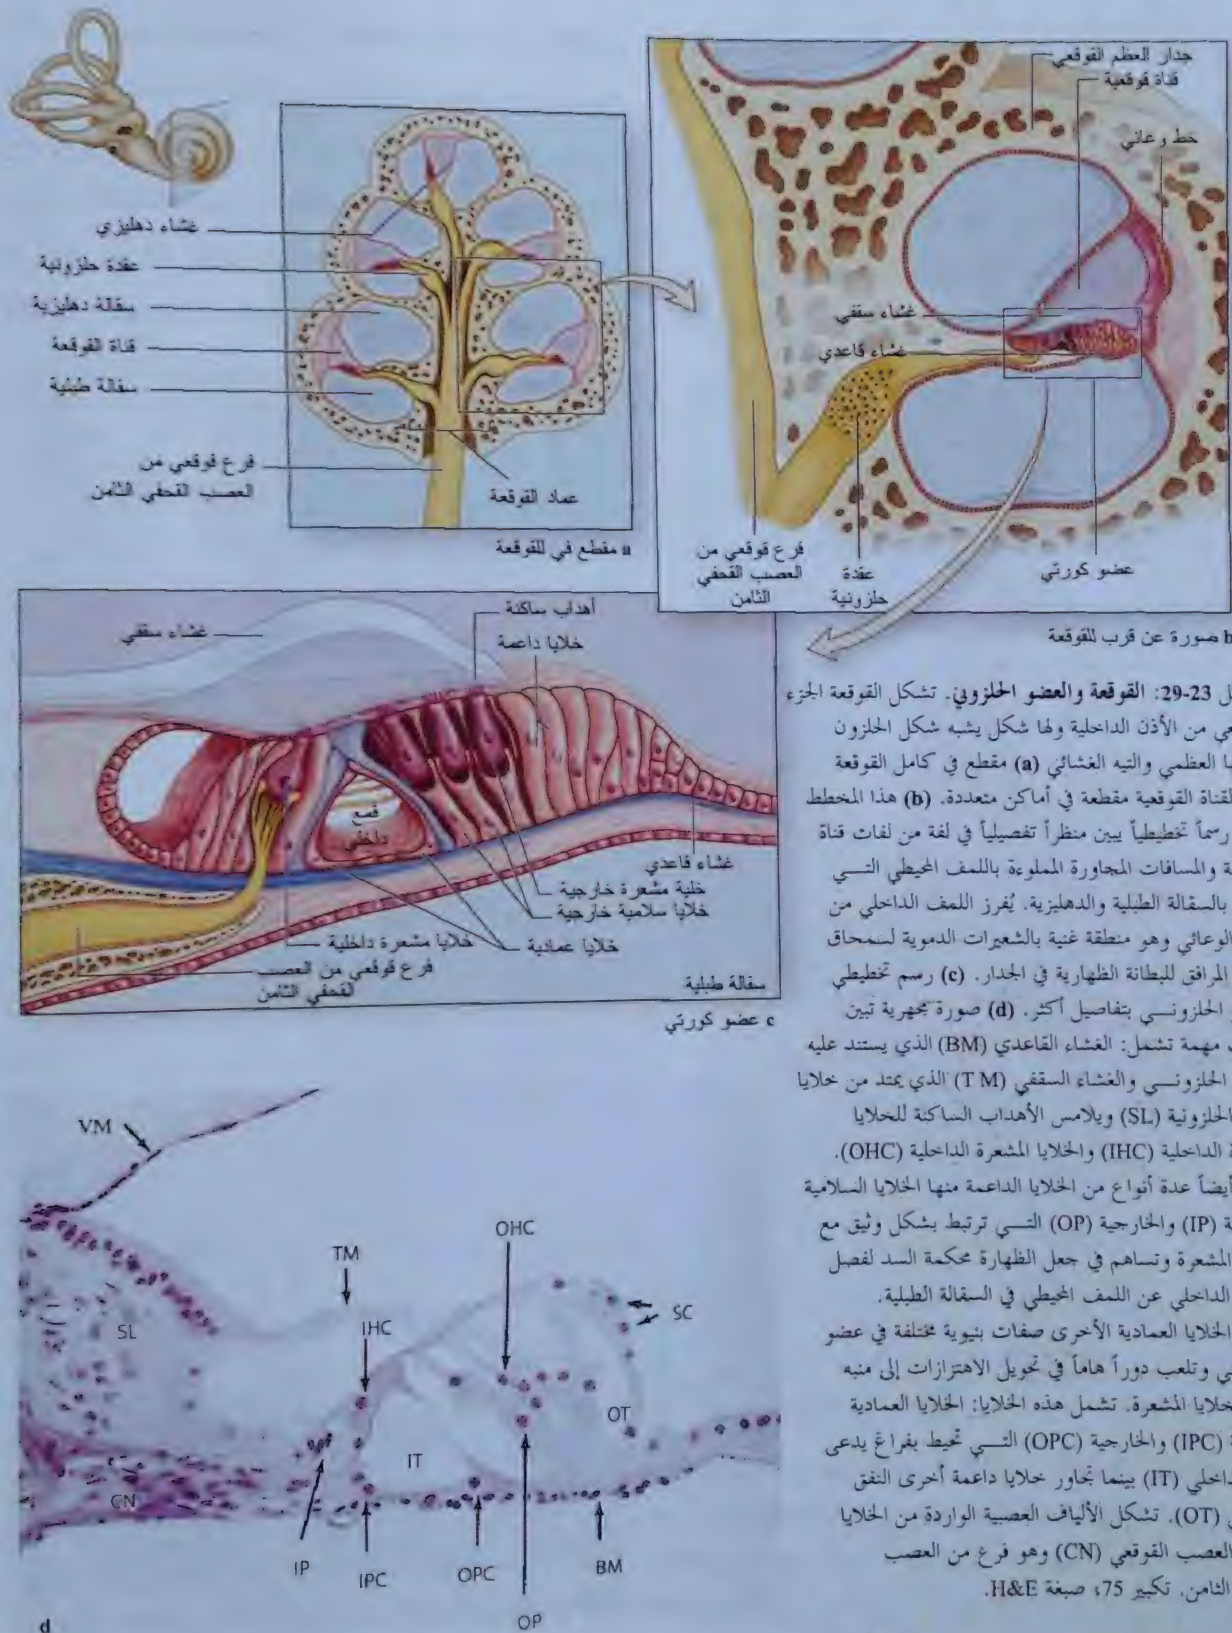 غشاء دهليزي
عقدة حلزونية
سقالة دهليزية
قناة القوقعة
سقالة طبلية
فرع قوقعي من
العصب القحفي الثامن
عماد القوقعة
a مقطع في للقوقعة
جدار العظم القوقعي
قناة قوقعية
خط وعائي
غشاء سقفي
غشاء قاعدي
فرع قوقعي من
العصب القحفي
الثامن
عقدة
حلزونية
عضو كورتي
b صورة عن قرب للقوقعة
غشاء سقفي
أهداب ساكنة
خلايا داعمة
نفق
داخلي
غشاء قاعدي
خلية مشعرة خارجية
خلايا سلامية خارجية
خلايا مشعرة داخلية
خلايا عمادية
فرع قوقعي من العصب
القحفي الثامن
سقالة طبلية
c عضو كورتي
23-29: القوقعة والعضو الحلزوني. تشكل القوقعة الجزء
من الأذن الداخلية ولها شكل يشبه شكل الحلزون
العظمي والتيه الغشائي (a) مقطع في كامل القوقعة
القناة القوقعية مقطعة في أماكن متعددة. (b) هذا المخطط
رسماً تخطيطياً يبين منظراً تفصيلياً في لفة من لفات قناة
والمسافات المجاورة المملوءة باللمف المحيطي التي
بالسقالة الطبلية والدهليزية. يُفرز اللمف الداخلي من
الوعائي وهو منطقة غنية بالشعيرات الدموية لسمحاق
المرافق للبطانة الظهارية في الجدار. (c) رسم تخطيطي
الحلزوني بتفاصيل أكثر. (d) صورة مجهرية تبين
مهمة تشمل: الغشاء القاعدي (BM) الذي يستند عليه
الحلزوني والغشاء السقفي (TM) الذي يمتد من خلايا
الحلزونية (SL) ويلامس الأهداب الساكنة للخلايا
الداخلية (IHC) والخلايا المشعرة الداخلية (OHC).
أيضاً عدة أنواع من الخلايا الداعمة منها الخلايا السلامية
(IP) والخارجية (OP) التي ترتبط بشكل وثيق مع
المشعرة وتساهم في جعل الظهارة محكمة السد لفصل
الداخلي عن اللمف المحيطي في السقالة الطبلية.
الخلايا العمادية الأخرى صفات بنيوية مختلفة في عضو
وتلعب دوراً هاماً في تحويل الاهتزازات إلى منبه
خلايا المشعرة. تشمل هذه الخلايا: الخلايا العمادية
(IPC) والخارجية (OPC) التي تحيط بفراغ يدعى
داخلي (IT) بينما تجاور خلايا داعمة أخرى النفق
(OT). تشكل الألياف العصبية الواردة من الخلايا
العصب القوقعي (CN) وهو فرع من العصب
الثامن. تكبير 75؛ صبغة H&E.
VM
TM
OHC
SC
IHC
SL
OT
IT
CN
IP
IPC
OPC
BM
OP
d